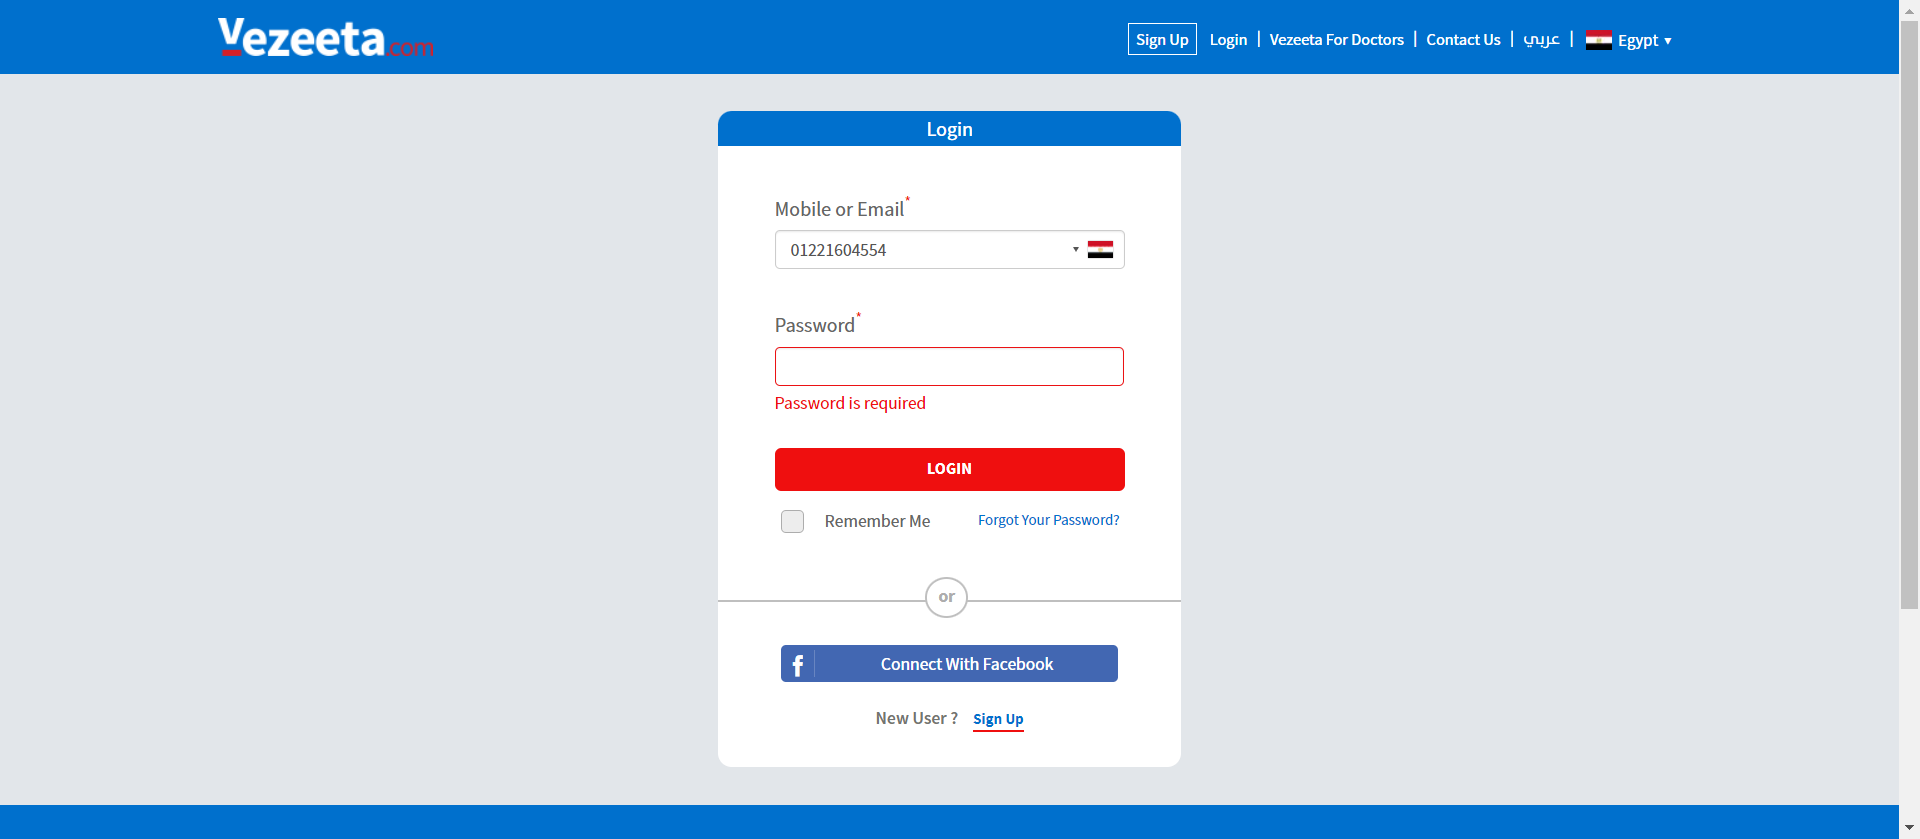 Vezeeta.com
Sign Up Login | Vezeeta For Doctors | Contact Us | عربي | Egypt
Login
Mobile or Email*
01221604554
Password*
Password is required
LOGIN
Remember Me Forgot Your Password?
or
f Connect With Facebook
New User ? Sign Up